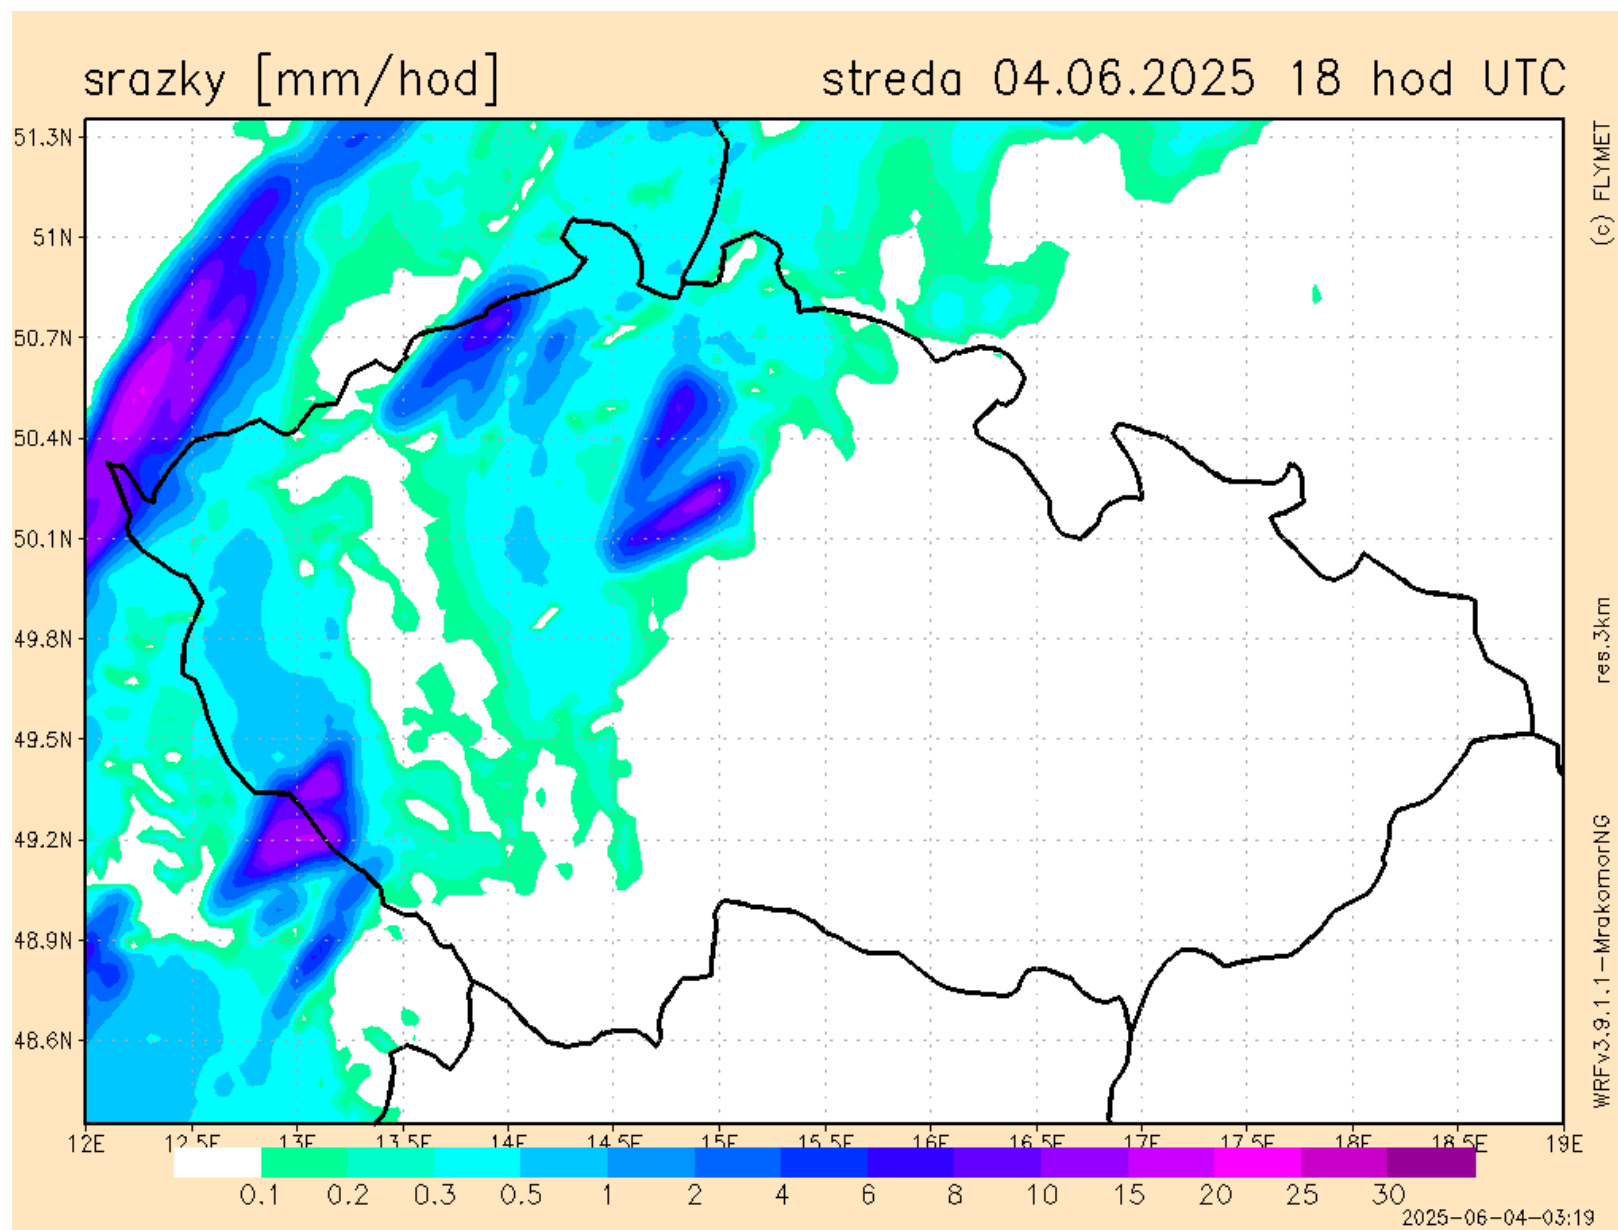 srazky [mm/hod]
streda 04.06.2025 18 hod UTC
51.3N
51N
50.7N
50.4N
50.1N
49.8N
49.5N
49.2N
48.9N
48.6N
(c) FLYMET
res.3km
WRFv3.9.1.1-MrakomorNG
12E 12.5E 13E 13.5E 14E 14.5E 15E 15.5E 16E 16.5E 17E 17.5E 18E 18.5E 19E
0.1 0.2 0.3 0.5 1 2 4 6 8 10 15 20 25 30
2025-06-04-03:19